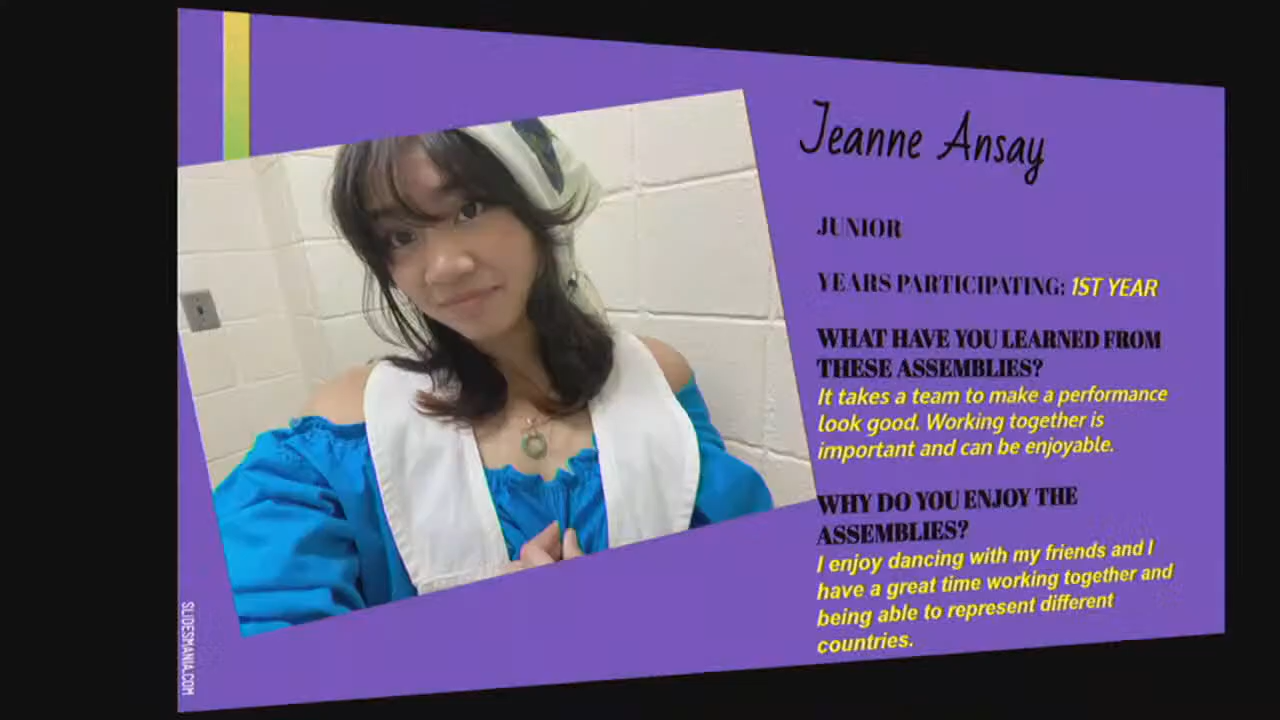 Jeanne Ansay
JUNIOR
YEARS PARTICIPATING: 1ST YEAR
WHAT HAVE YOU LEARNED FROM
THESE ASSEMBLIES?
It takes a team to make a performance
look good. Working together is
important and can be enjoyable.
WHY DO YOU ENJOY THE
ASSEMBLIES?
I enjoy dancing with my friends and I
have a great time working together and
being able to represent different
countries.
SLIDESMANIA.COM